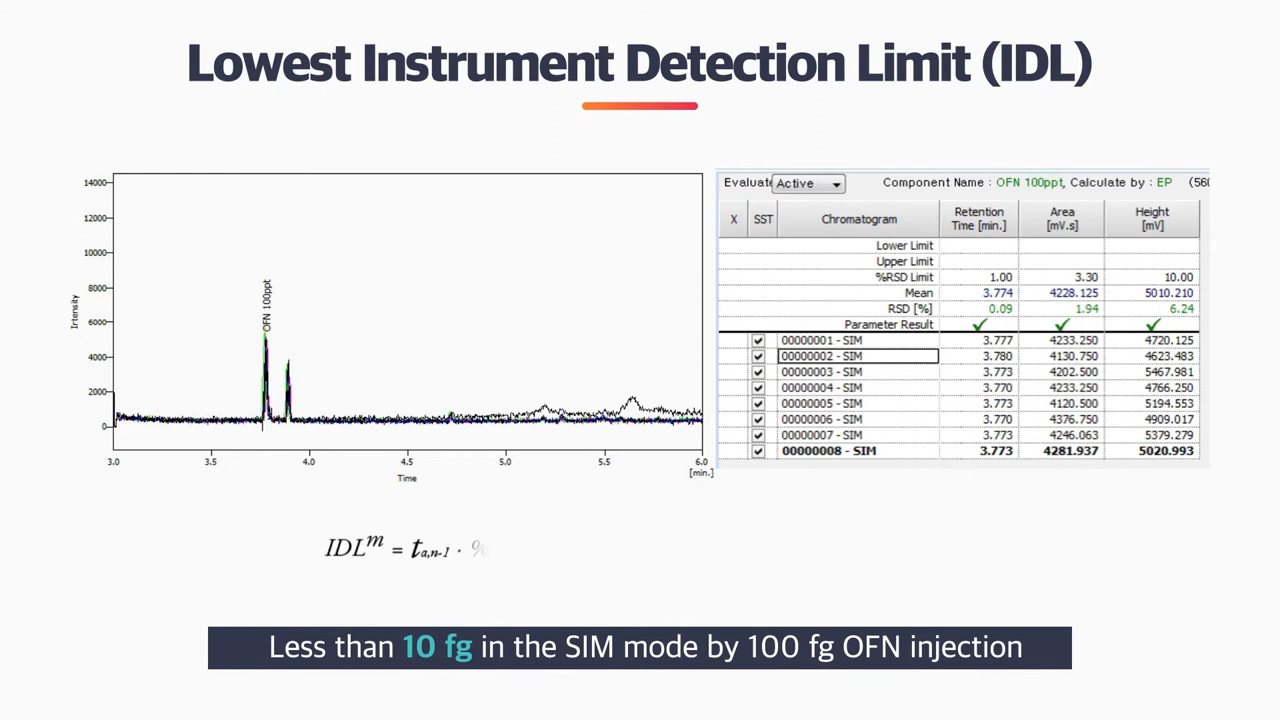 Lowest Instrument Detection Limit (IDL)
14000
12000
10000
8000
6000
4000
2000
0
Intensity
OFN 100ppt
3.0 3.5 4.0 4.5 5.0 5.5 6.0
Time
[min.]
Evaluate Active Component Name : OFN 100ppt, Calculate by : EP (560
X SST Chromatogram Retention Time [min.] Area [mV.s] Height [mV]
Lower Limit
Upper Limit
%RSD Limit 1.00 3.30 10.00
Mean 3.774 4228.125 5010.210
RSD [%] 0.09 1.94 6.24
Parameter Result
00000001 - SIM 3.777 4233.250 4720.125
00000002 - SIM 3.780 4130.750 4623.483
00000003 - SIM 3.773 4202.500 5467.981
00000004 - SIM 3.770 4233.250 4766.250
00000005 - SIM 3.773 4120.500 5194.553
00000006 - SIM 3.770 4376.750 4909.017
00000007 - SIM 3.773 4246.063 5379.279
00000008 - SIM 3.773 4281.937 5020.993
IDLm = ta,n-1 · %
Less than 10 fg in the SIM mode by 100 fg OFN injection